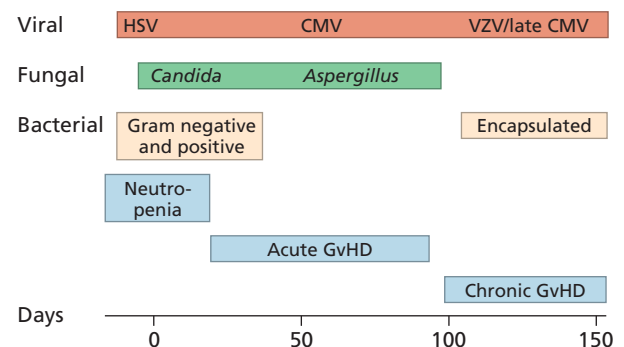 Viral HSV CMV VZV/late CMV
Fungal Candida Aspergillus
Bacterial Gram negative and positive Encapsulated
Neutro-
penia
Acute GvHD
Chronic GvHD
Days
0 50 100 150